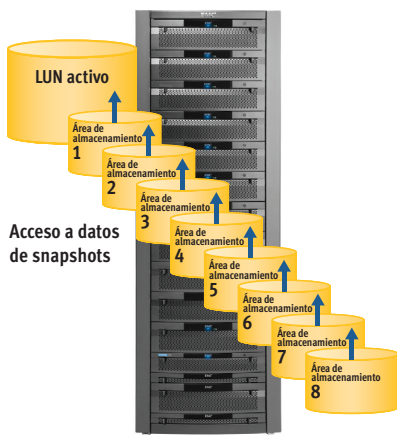 LUN activo
Área de
almacenamiento
1
Área de
almacenamiento
2
Área de
almacenamiento
3
Área de
almacenamiento
4
Área de
almacenamiento
5
Área de
almacenamiento
6
Área de
almacenamiento
7
Área de
almacenamiento
8
Acceso a datos
de snapshots